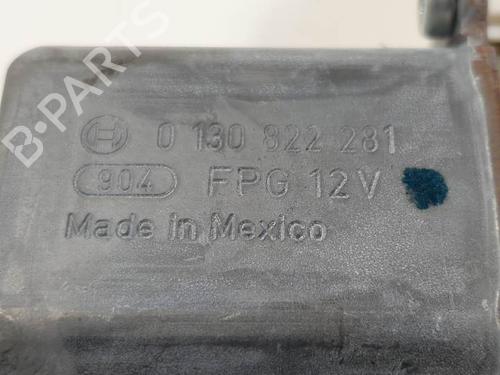 B-PARTS
0 130 822 281
904 FPG 12V
Made in Mexico